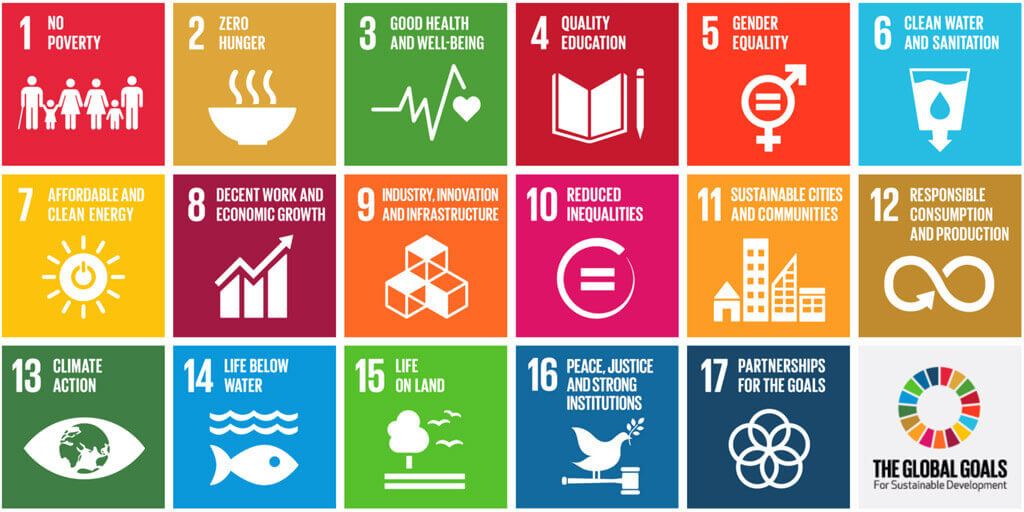 1 NO
POVERTY
2 ZERO
HUNGER
3 GOOD HEALTH
AND WELL-BEING
4 QUALITY
EDUCATION
5 GENDER
EQUALITY
6 CLEAN WATER
AND SANITATION
7 AFFORDABLE AND
CLEAN ENERGY
8 DECENT WORK AND
ECONOMIC GROWTH
9 INDUSTRY, INNOVATION
AND INFRASTRUCTURE
10 REDUCED
INEQUALITIES
11 SUSTAINABLE CITIES
AND COMMUNITIES
12 RESPONSIBLE
CONSUMPTION
AND PRODUCTION
13 CLIMATE
ACTION
14 LIFE BELOW
WATER
15 LIFE
ON LAND
16 PEACE, JUSTICE
AND STRONG
INSTITUTIONS
17 PARTNERSHIPS
FOR THE GOALS
THE GLOBAL GOALS
For Sustainable Development